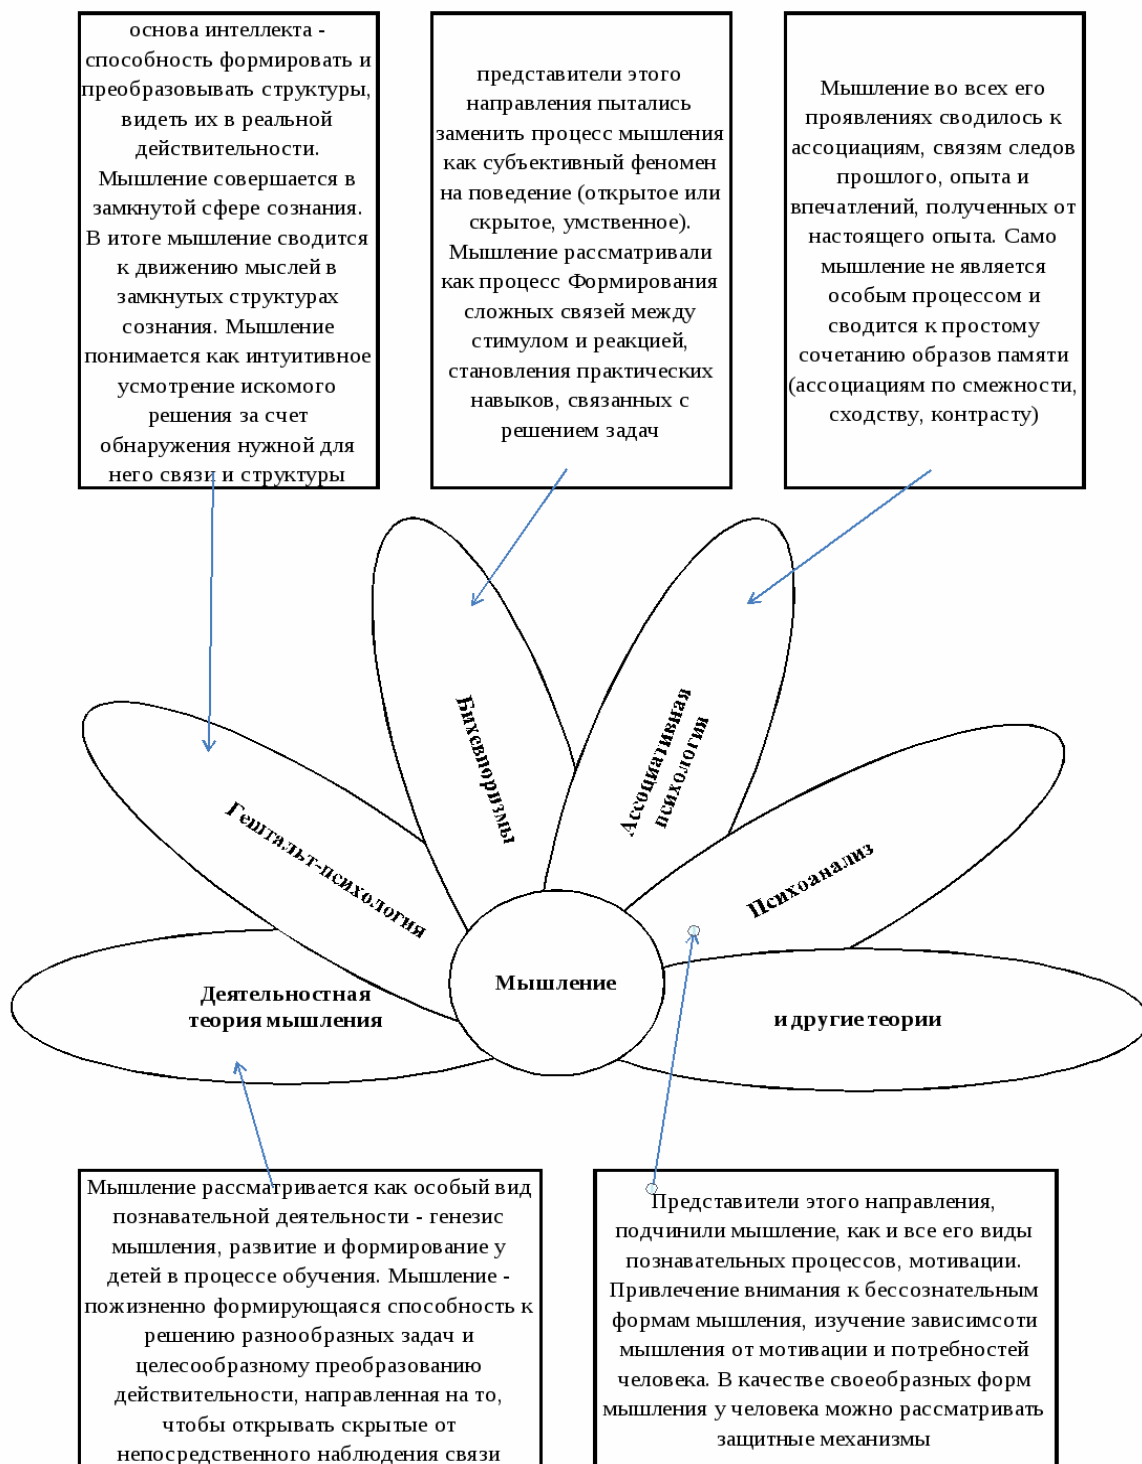 основа интеллекта -
способность формировать и
преобразовывать структуры,
видеть их в реальной
действительности.
Мышление совершается в
замкнутой сфере сознания.
В итоге мышление сводится
к движению мыслей в
замкнутых структурах
сознания. Мышление
понимается как интуитивное
усмотрение искомого
решения за счет
обнаружения нужной для
него связи и структуры
представители этого
направления пытались
заменить процесс мышления
как субъективный феномен
на поведение (открытое или
скрытое, умственное).
Мышление рассматривали
как процесс Формирования
сложных связей между
стимулом и реакцией,
становления практических
навыков, связанных с
решением задач
Мышление во всех его
проявлениях сводилось к
ассоциациям, связям следов
прошлого, опыта и
впечатлений, полученных от
настоящего опыта. Само
мышление не является
особым процессом и
сводится к простому
сочетанию образов памяти
(ассоциациям по смежности,
сходству, контрасту)
Гештальт-психология
Бихевпоризмы
Ассоциативная
психология
Психоанализ
Деятельностная
теория мышления
Мышление
и другие теории
Мышление рассматривается как особый вид
познавательной деятельности - генезис
мышления, развитие и формирование у
детей в процессе обучения. Мышление -
пожизненно формирующаяся способность к
решению разнообразных задач и
целесообразному преобразованию
действительности, направленная на то,
чтобы открывать скрытые от
непосредственного наблюдения связи
Представители этого направления,
подчинили мышление, как и все его виды
познавательных процессов, мотивации.
Привлечение внимания к бессознательным
формам мышления, изучение зависимсоти
мышления от мотивации и потребностей
человека. В качестве своеобразных форм
мышления у человека можно рассматривать
защитные механизмы